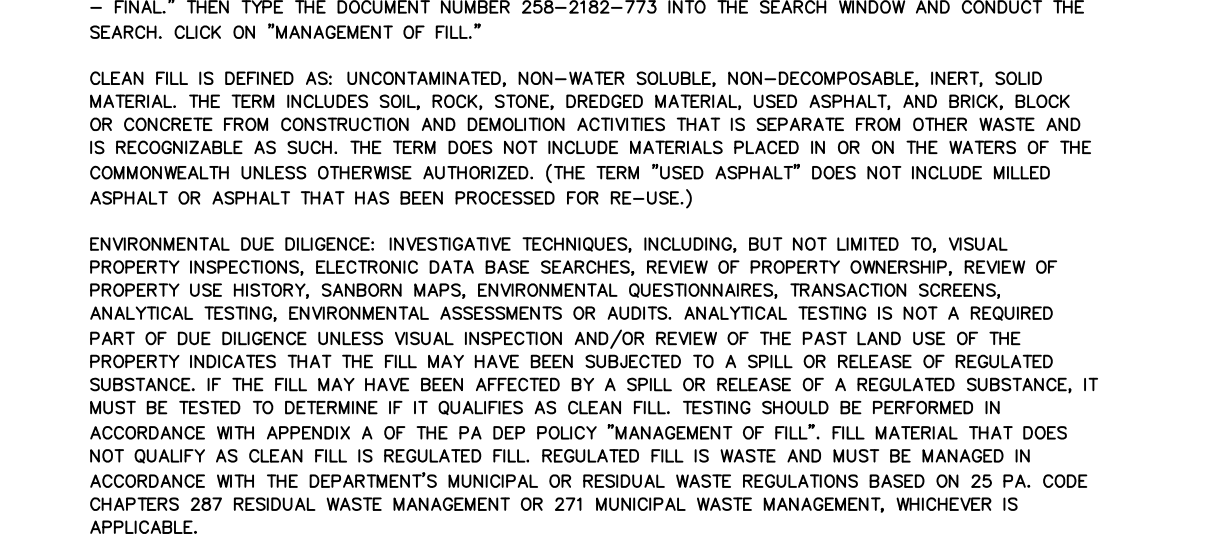 – FINAL." THEN TYPE THE DOCUMENT NUMBER 258–2182–773 INTO THE SEARCH WINDOW AND CONDUCT THE
SEARCH. CLICK ON "MANAGEMENT OF FILL."
CLEAN FILL IS DEFINED AS: UNCONTAMINATED, NON–WATER SOLUBLE, NON–DECOMPOSABLE, INERT, SOLID
MATERIAL. THE TERM INCLUDES SOIL, ROCK, STONE, DREDGED MATERIAL, USED ASPHALT, AND BRICK, BLOCK
OR CONCRETE FROM CONSTRUCTION AND DEMOLITION ACTIVITIES THAT IS SEPARATE FROM OTHER WASTE AND
IS RECOGNIZABLE AS SUCH. THE TERM DOES NOT INCLUDE MATERIALS PLACED IN OR ON THE WATERS OF THE
COMMONWEALTH UNLESS OTHERWISE AUTHORIZED. (THE TERM "USED ASPHALT" DOES NOT INCLUDE MILLED
ASPHALT OR ASPHALT THAT HAS BEEN PROCESSED FOR RE–USE.)
ENVIRONMENTAL DUE DILIGENCE: INVESTIGATIVE TECHNIQUES, INCLUDING, BUT NOT LIMITED TO, VISUAL
PROPERTY INSPECTIONS, ELECTRONIC DATA BASE SEARCHES, REVIEW OF PROPERTY OWNERSHIP, REVIEW OF
PROPERTY USE HISTORY, SANBORN MAPS, ENVIRONMENTAL QUESTIONNAIRES, TRANSACTION SCREENS,
ANALYTICAL TESTING, ENVIRONMENTAL ASSESSMENTS OR AUDITS. ANALYTICAL TESTING IS NOT A REQUIRED
PART OF DUE DILIGENCE UNLESS VISUAL INSPECTION AND/OR REVIEW OF THE PAST LAND USE OF THE
PROPERTY INDICATES THAT THE FILL MAY HAVE BEEN SUBJECTED TO A SPILL OR RELEASE OF REGULATED
SUBSTANCE. IF THE FILL MAY HAVE BEEN AFFECTED BY A SPILL OR RELEASE OF A REGULATED SUBSTANCE, IT
MUST BE TESTED TO DETERMINE IF IT QUALIFIES AS CLEAN FILL. TESTING SHOULD BE PERFORMED IN
ACCORDANCE WITH APPENDIX A OF THE PA DEP POLICY "MANAGEMENT OF FILL". FILL MATERIAL THAT DOES
NOT QUALIFY AS CLEAN FILL IS REGULATED FILL. REGULATED FILL IS WASTE AND MUST BE MANAGED IN
ACCORDANCE WITH THE DEPARTMENT'S MUNICIPAL OR RESIDUAL WASTE REGULATIONS BASED ON 25 PA. CODE
CHAPTERS 287 RESIDUAL WASTE MANAGEMENT OR 271 MUNICIPAL WASTE MANAGEMENT, WHICHEVER IS
APPLICABLE.